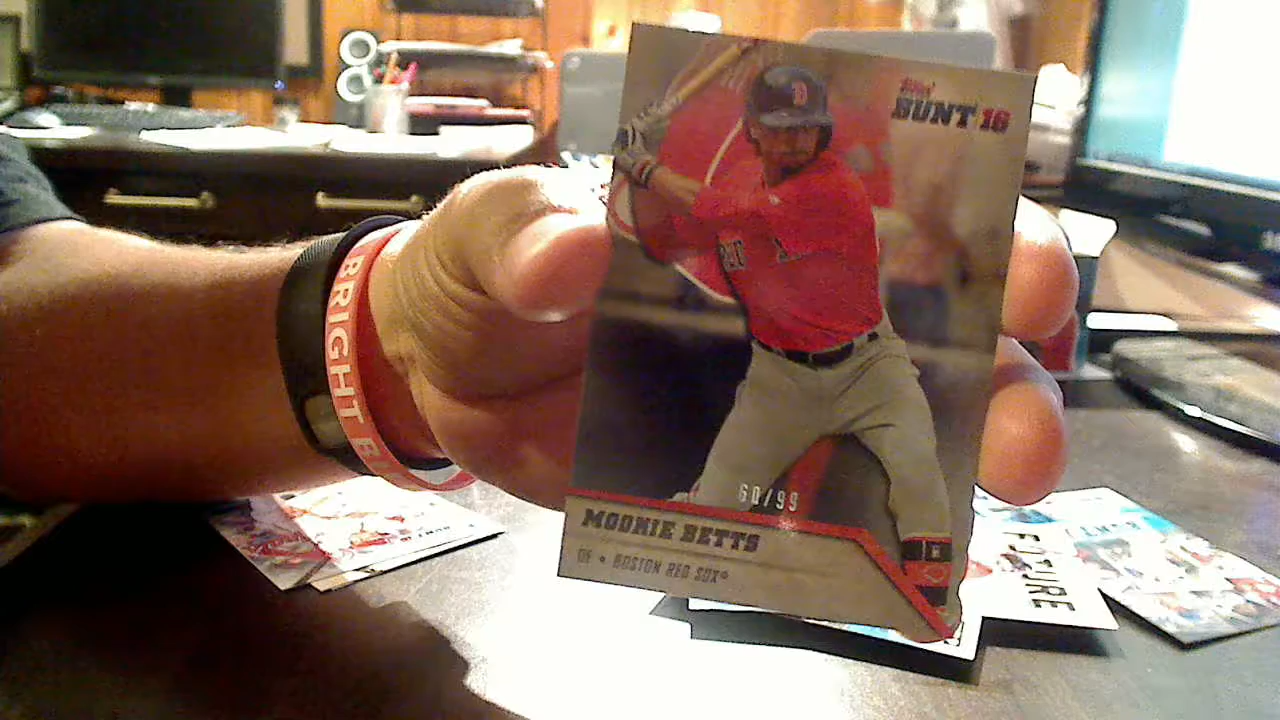 Topps
BUNT 16
B
60/99
MOOKIE BETTS
OF • BOSTON RED SOX®
BRIGHT
FUTURE